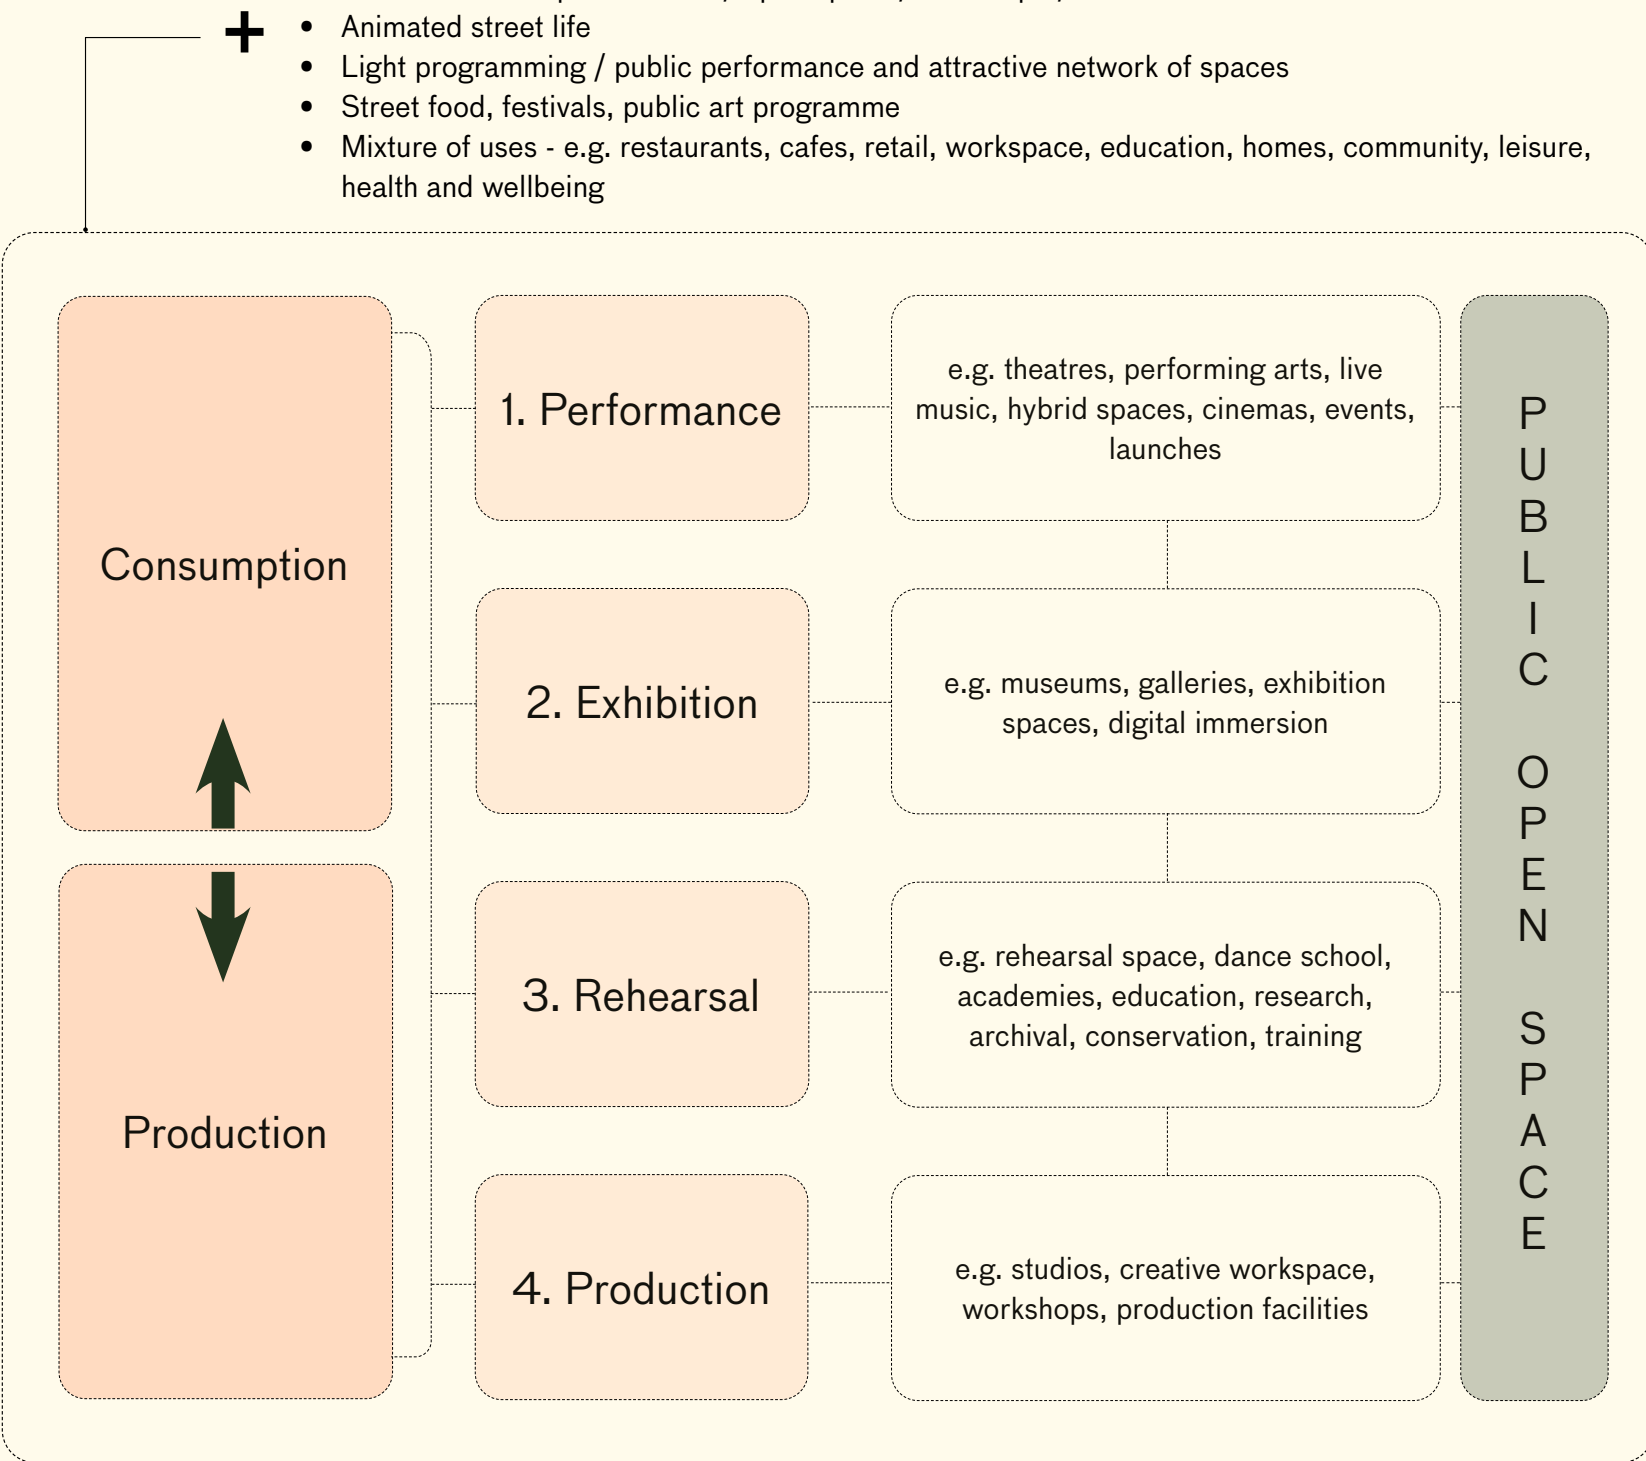 +
• Animated street life
• Light programming / public performance and attractive network of spaces
• Street food, festivals, public art programme
• Mixture of uses - e.g. restaurants, cafes, retail, workspace, education, homes, community, leisure,
health and wellbeing
Consumption
Production
1. Performance
e.g. theatres, performing arts, live
music, hybrid spaces, cinemas, events,
launches
2. Exhibition
e.g. museums, galleries, exhibition
spaces, digital immersion
3. Rehearsal
e.g. rehearsal space, dance school,
academies, education, research,
archival, conservation, training
4. Production
e.g. studios, creative workspace,
workshops, production facilities
PUBLIC OPEN SPACE